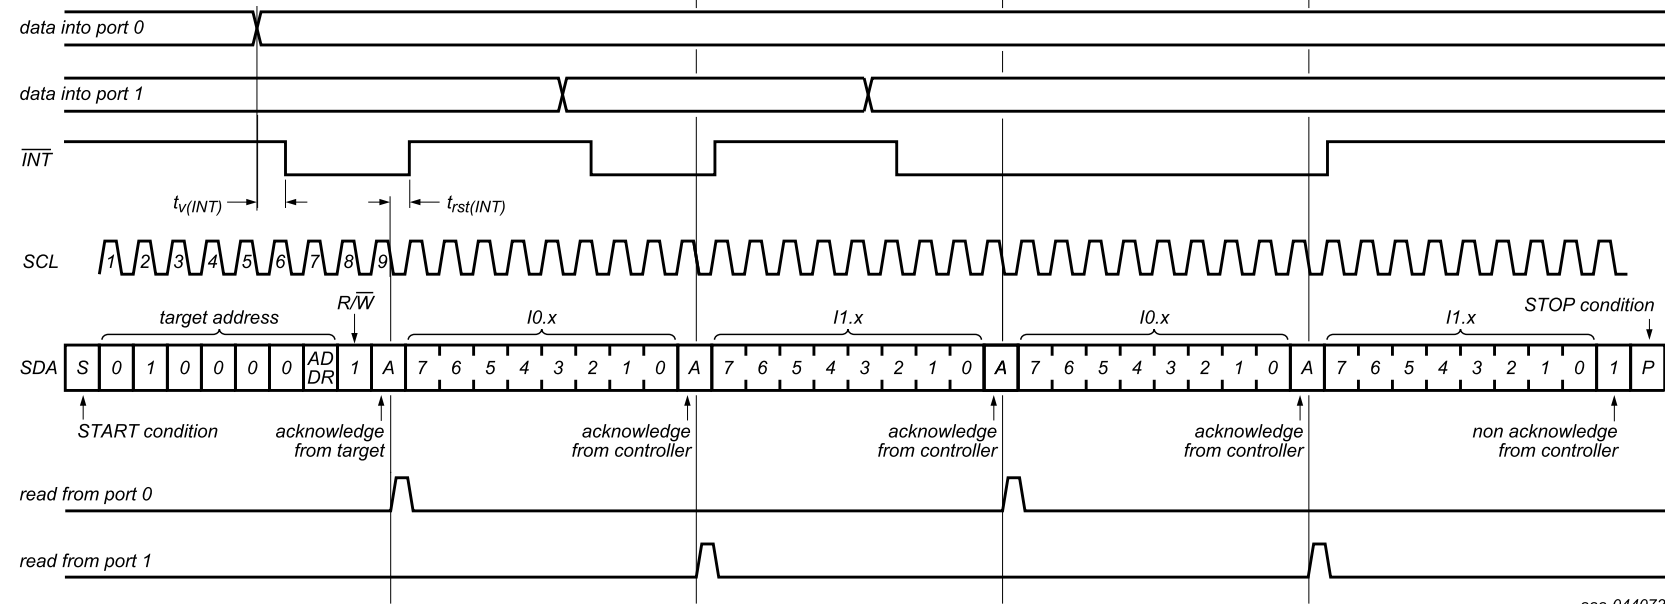 data into port 0
data into port 1
INT
tv(INT)
trst(INT)
SCL
1 2 3 4 5 6 7 8 9
R/W
STOP condition
target address
I0.x
I1.x
I0.x
I1.x
SDA S 0 1 0 0 0 0 AD DR 1 A 7 6 5 4 3 2 1 0 A 7 6 5 4 3 2 1 0 A 7 6 5 4 3 2 1 0 A 7 6 5 4 3 2 1 0 1 P
START condition
acknowledge
from target
acknowledge
from controller
acknowledge
from controller
acknowledge
from controller
non acknowledge
from controller
read from port 0
read from port 1